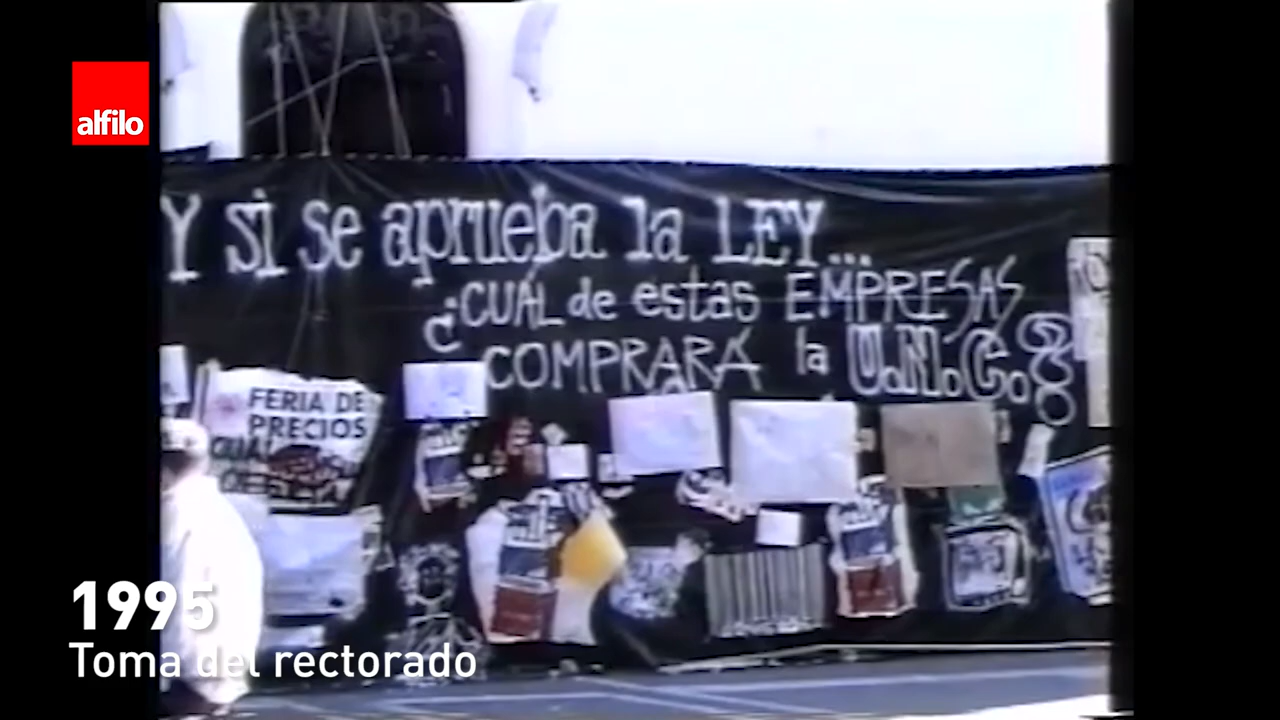 alfilo
Y si se aprueba la LEY...
¿CUÁL de estas EMPRESAS
COMPRARÁ la U.N.C.?
FERIA DE
PRECIOS
1995
Toma del rectorado